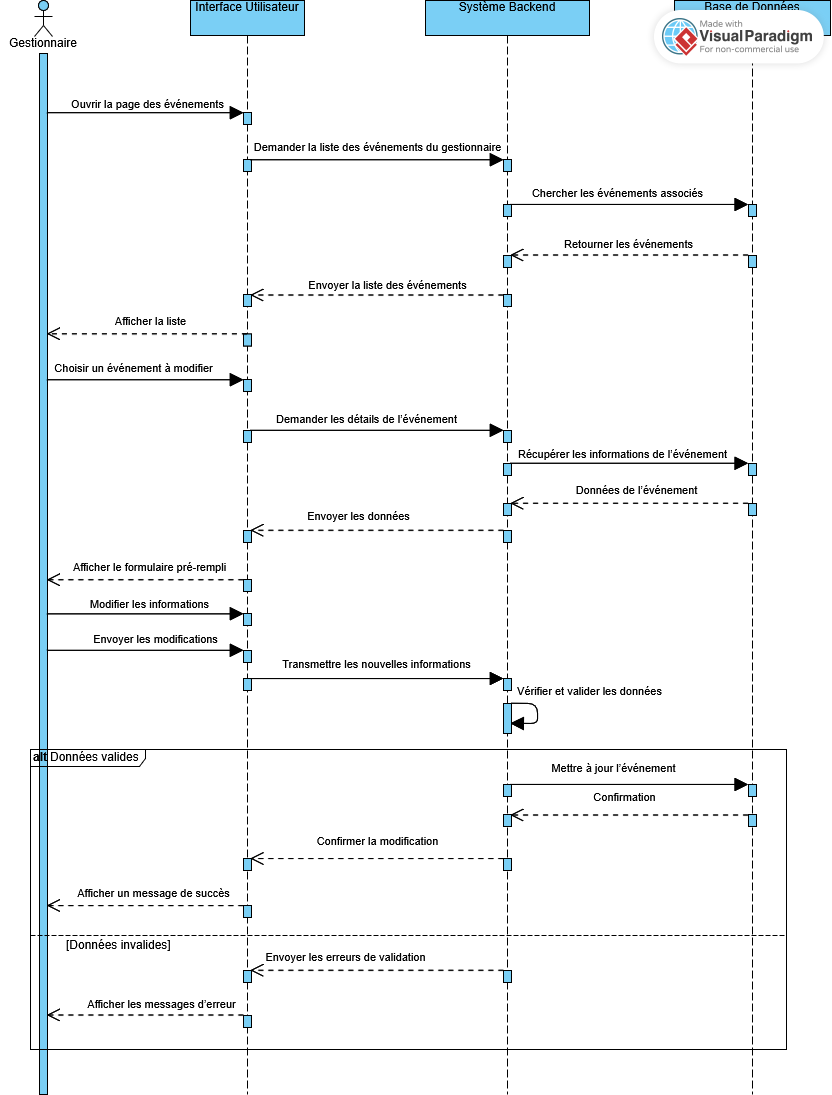 Interface Utilisateur
Système Backend
Base de Données
Made with
VisualParadigm
For non-commercial use
Gestionnaire
Ouvrir la page des événements
Demander la liste des événements du gestionnaire
Chercher les événements associés
Retourner les événements
Envoyer la liste des événements
Afficher la liste
Choisir un événement à modifier
Demander les détails de l’événement
Récupérer les informations de l’événement
Données de l’événement
Envoyer les données
Afficher le formulaire pré-rempli
Modifier les informations
Envoyer les modifications
Transmettre les nouvelles informations
Vérifier et valider les données
alt Données valides
Mettre à jour l’événement
Confirmation
Confirmer la modification
Afficher un message de succès
[Données invalides]
Envoyer les erreurs de validation
Afficher les messages d’erreur